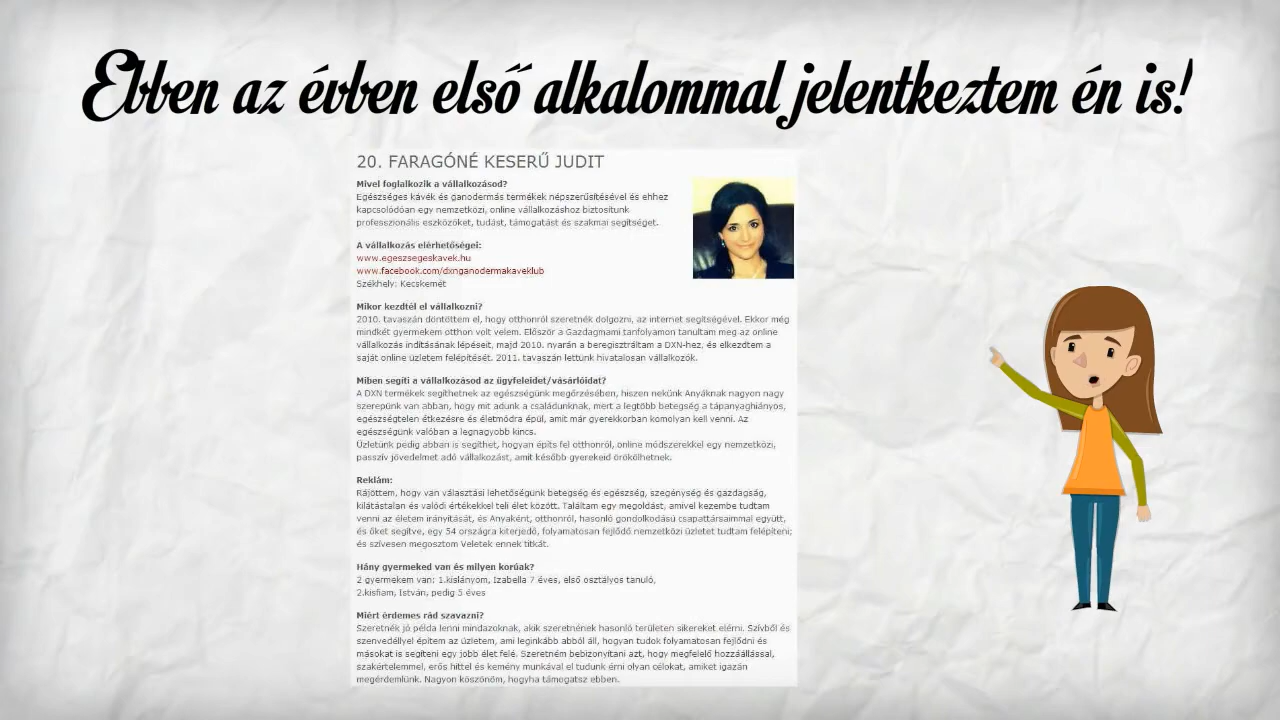 Ebben az évben első alkalommal jelentkeztem én is!
20. FARAGÓNÉ KESERŰ JUDIT
Mivel foglalkozik a vállalkozásod?
Egészséges kávék és ganodermás termékek népszerűsítésével és ehhez
kapcsolódóan egy nemzetközi, online vállalkozáshoz biztosítunk
professzionális eszközöket, tudást, támogatást és szakmai segítséget.
A vállalkozás elérhetőségei:
www.egeszsegeskavek.hu
www.facebook.com/dxnganodermakaveklub
Székhely: Kecskemét
Mikor kezdtél el vállalkozni?
2010. tavaszán döntöttem el, hogy otthonról szeretnék dolgozni, az internet segítségével. Ekkor még
mindkét gyermekem otthon volt velem. Először a Gazdagmami tanfolyamon tanultam meg az online
vállalkozás indításának lépéseit, majd 2010. nyarán a beregisztráltam a DXN-hez, és elkezdtem a
saját online üzletem felépítését. 2011. tavaszán lettünk hivatalosan vállalkozók.
Miben segíti a vállalkozásod az ügyfeleidet/vásárlóidat?
A DXN termékek segíthetnek az egészségünk megőrzésében, hiszen nekünk Anyáknak nagyon nagy
szerepünk van abban, hogy mit adunk a családunknak, mert a legtöbb betegség a tápanyaghiányos,
egészségtelen étkezésre és életmódra épül, amit már gyerekkorban komolyan kell venni. Az
egészségünk valóban a legnagyobb kincs.
Üzletünk pedig abban is segíthet, hogyan építs fel otthonról, online módszerekkel egy nemzetközi,
passzív jövedelmet adó vállalkozást, amit később gyerekeid örökölhetnek.
Reklám:
Rájöttem, hogy van választási lehetőségünk betegség és egészség, szegénység és gazdagság,
kilátástalan és valódi értékekkel teli élet között. Találtam egy megoldást, amivel kezembe tudtam
venni az életem irányítását, és Anyaként, otthonról, hasonló gondolkodású csapattársaimmal együtt,
és őket segítve, egy 54 országra kiterjedő, folyamatosan fejlődő nemzetközi üzletet tudtam felépíteni;
és szívesen megosztom Veletek ennek titkát.
Hány gyermeked van és milyen korúak?
2 gyermekem van: 1.kislányom, Izabella 7 éves, első osztályos tanuló,
2.kisfiam, István, pedig 5 éves
Miért érdemes rád szavazni?
Szeretnék jó példa lenni mindazoknak, akik szeretnének hasonló területen sikereket elérni. Szívből és
szenvedéllyel építem az üzletem, ami leginkább abból áll, hogyan tudok folyamatosan fejlődni és
másokat is segíteni egy jobb élet felé. Szeretném bebizonyítani azt, hogy megfelelő hozzáállással,
szakértelemmel, erős hittel és kemény munkával el tudunk érni olyan célokat, amiket igazán
megérdemlünk. Nagyon köszönöm, hogyha támogatsz ebben.